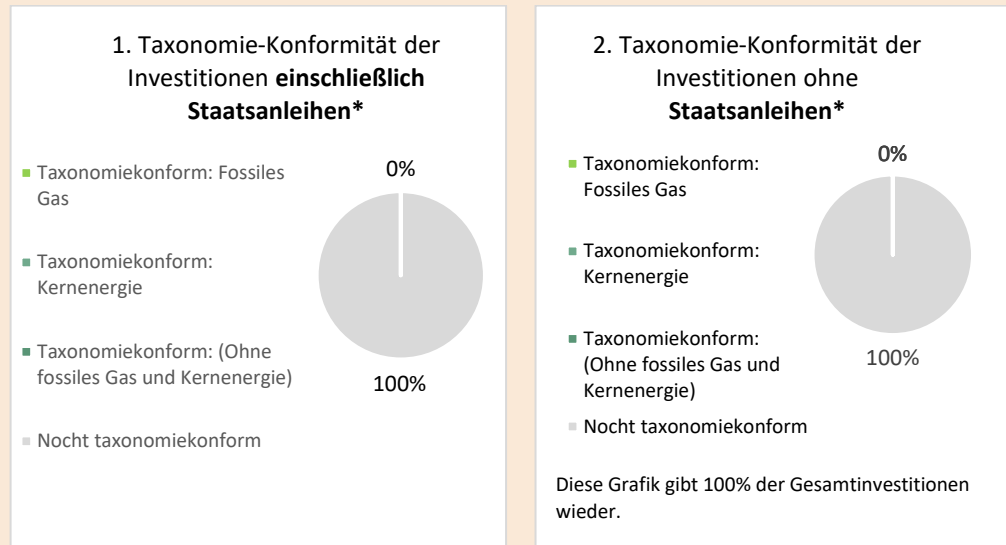 1. Taxonomie-Konformität der
Investitionen einschließlich
Staatsanleihen*
Taxonomiekonform: Fossiles
Gas
Taxonomiekonform:
Kernenergie
Taxonomiekonform: (Ohne
fossiles Gas und Kernenergie)
Nocht taxonomiekonform
0%
100%
2. Taxonomie-Konformität der
Investitionen ohne
Staatsanleihen*
Taxonomiekonform:
Fossiles Gas
Taxonomiekonform:
Kernenergie
Taxonomiekonform:
(Ohne fossiles Gas und
Kernenergie)
Nocht taxonomiekonform
0%
100%
Diese Grafik gibt 100% der Gesamtinvestitionen
wieder.